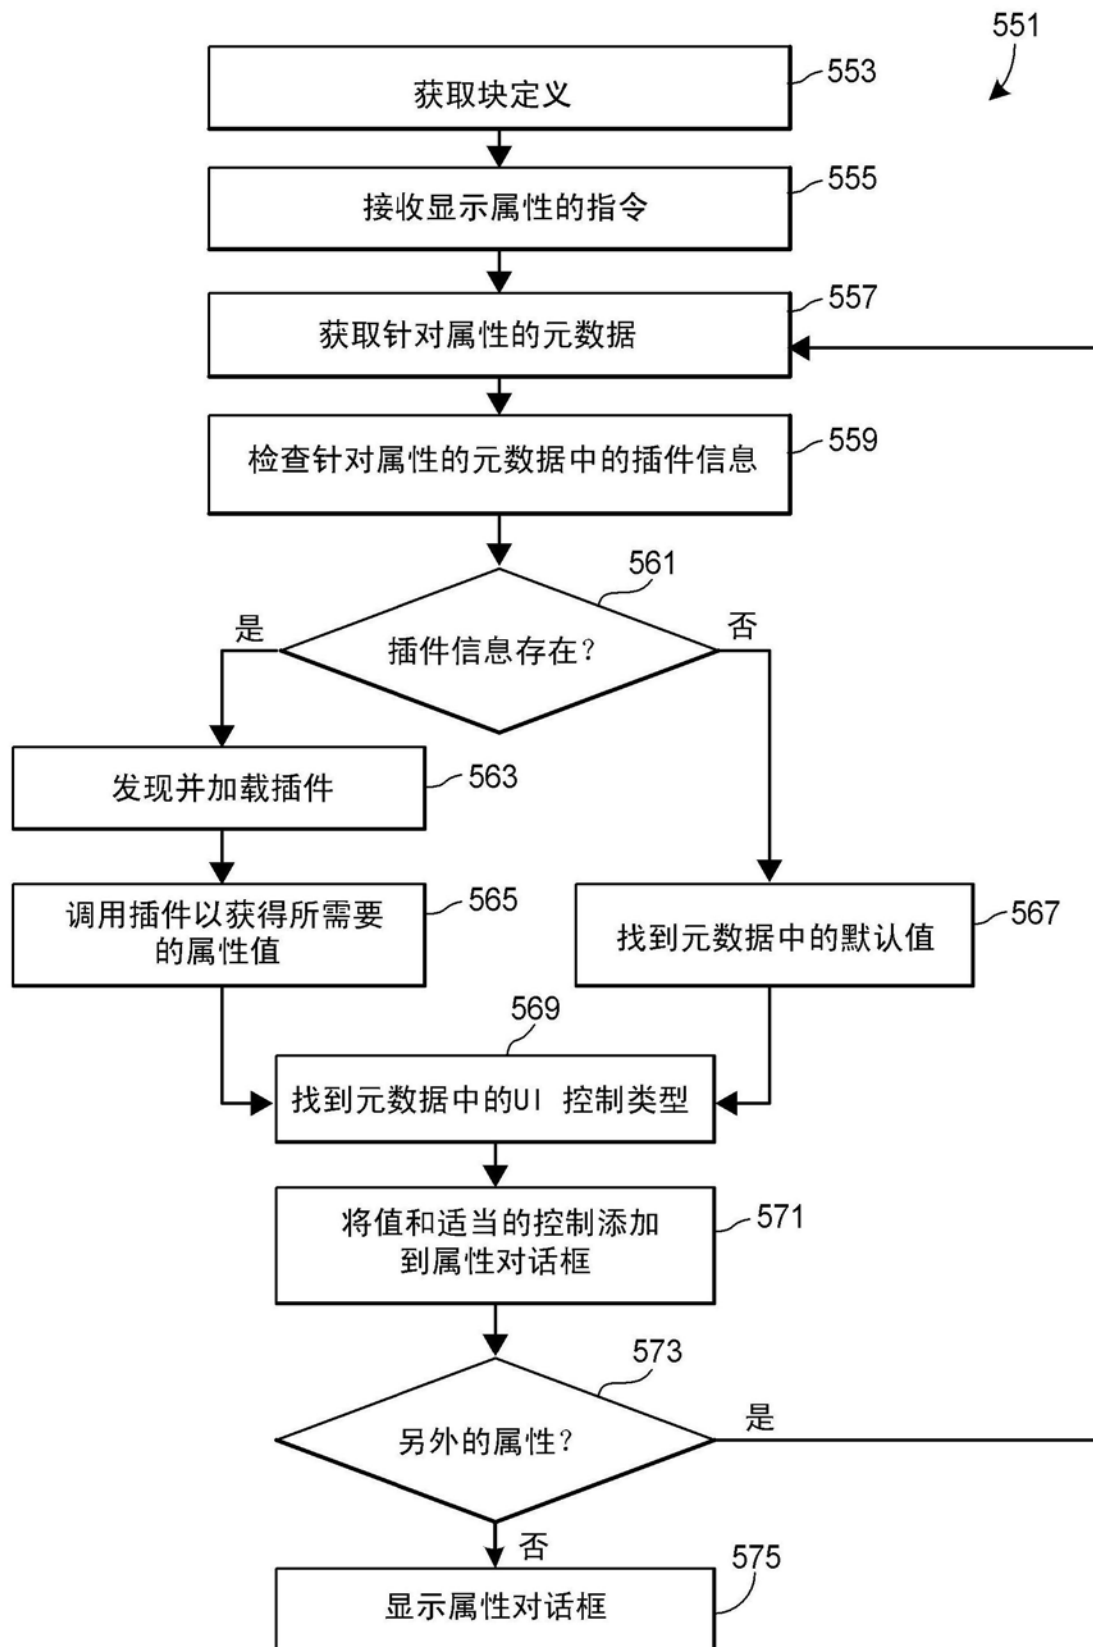 551
获取块定义
553
接收显示属性的指令
555
获取针对属性的元数据
557
检查针对属性的元数据中的插件信息
559
561
插件信息存在?
是
否
发现并加载插件
563
调用插件以获得所需要
的属性值
565
找到元数据中的默认值
567
569
找到元数据中的UI 控制类型
将值和适当的控制添加
到属性对话框
571
573
另外的属性?
是
否
显示属性对话框
575